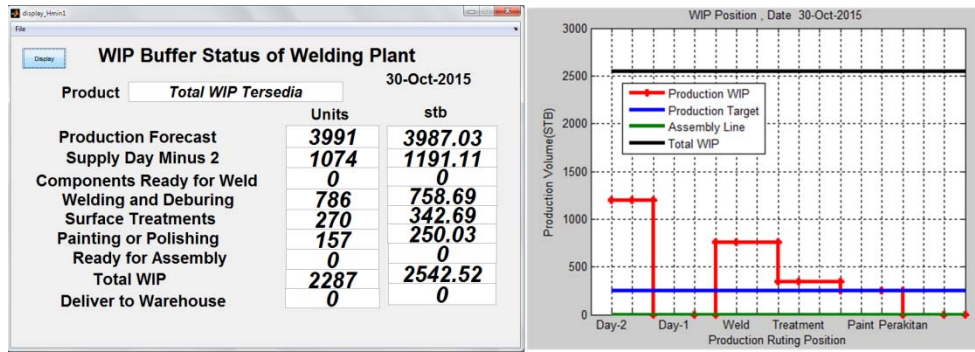 display_Hmin1
File
Display
WIP Buffer Status of Welding Plant
30-Oct-2015
Product Total WIP Tersedia
Units stb
Production Forecast 3991 3987.03
Supply Day Minus 2 1074 1191.11
Components Ready for Weld 0 0
Welding and Deburing 786 758.69
Surface Treatments 270 342.69
Painting or Polishing 157 250.03
Ready for Assembly 0 0
Total WIP 2287 2542.52
Deliver to Warehouse 0 0
WIP Position , Date 30-Oct-2015
3000
2500
2000
1500
1000
500
0
Production Volume(STB)
Production WIP
Production Target
Assembly Line
Total WIP
Day-2 Day-1 Weld Treatment Paint Perakitan
Production Ruting Position